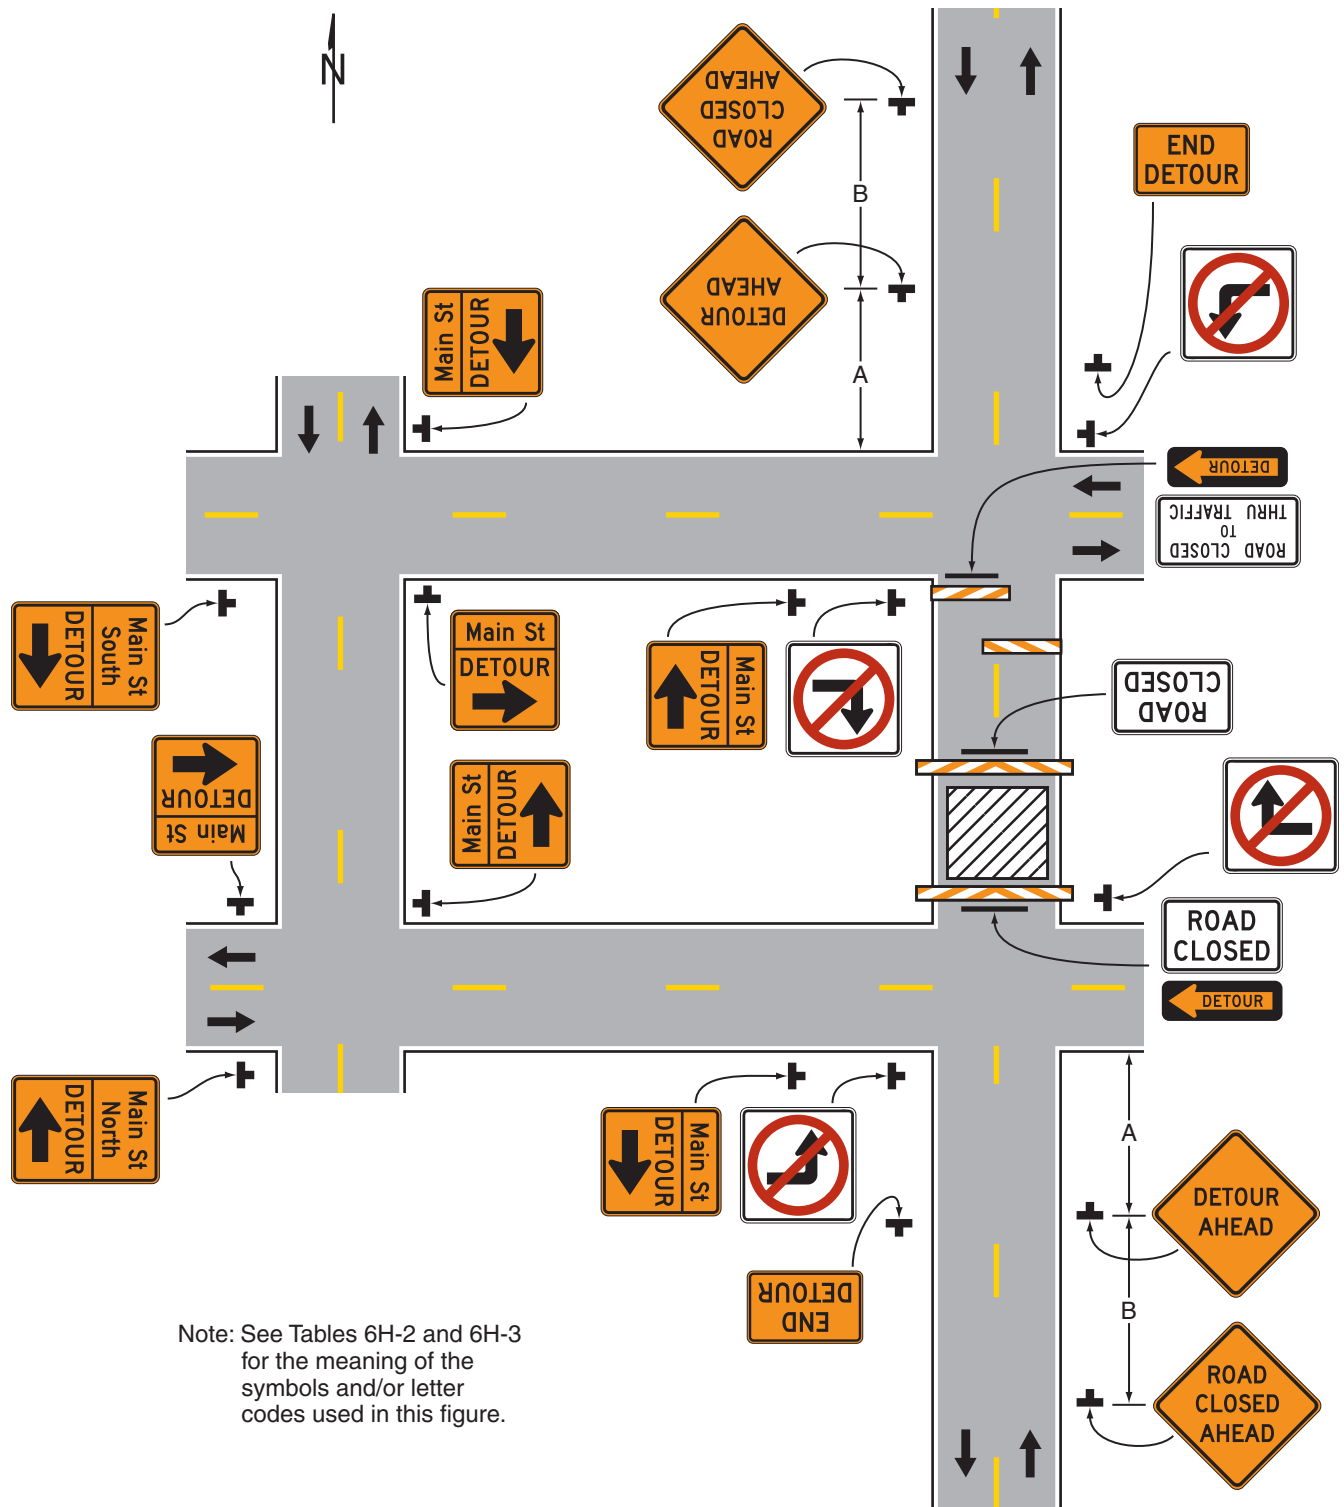 N
ROAD
CLOSED
AHEAD
B
END
DETOUR
DETOUR
AHEAD
A
Main St
DETOUR
DETOUR
ROAD CLOSED
TO
THRU TRAFFIC
Main St
South
DETOUR
Main St
DETOUR
Main St
DETOUR
ROAD
CLOSED
Main St
DETOUR
Main St
DETOUR
ROAD
CLOSED
DETOUR
Main St
North
DETOUR
Main St
DETOUR
A
DETOUR
AHEAD
END
DETOUR
B
ROAD
CLOSED
AHEAD
Note: See Tables 6H-2 and 6H-3
for the meaning of the
symbols and/or letter
codes used in this figure.